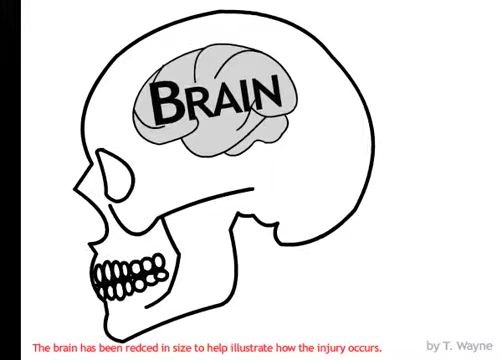 BRAIN
The brain has been redced in size to help illustrate how the injury occurs.
by T. Wayne